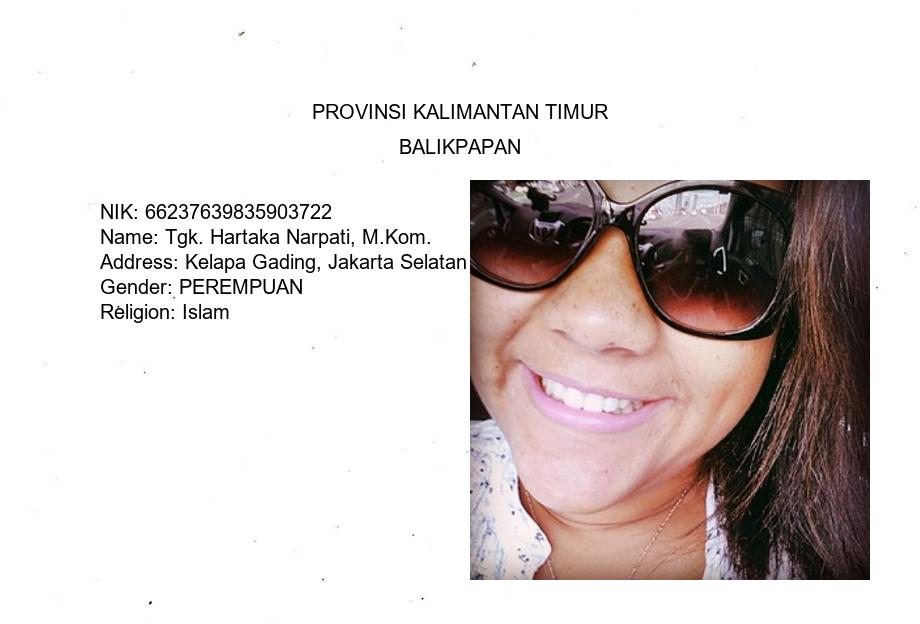 PROVINSI KALIMANTAN TIMUR
BALIKPAPAN
NIK: 66237639835903722
Name: Tgk. Hartaka Narpati, M.Kom.
Address: Kelapa Gading, Jakarta Selatan
Gender: PEREMPUAN
Religion: Islam